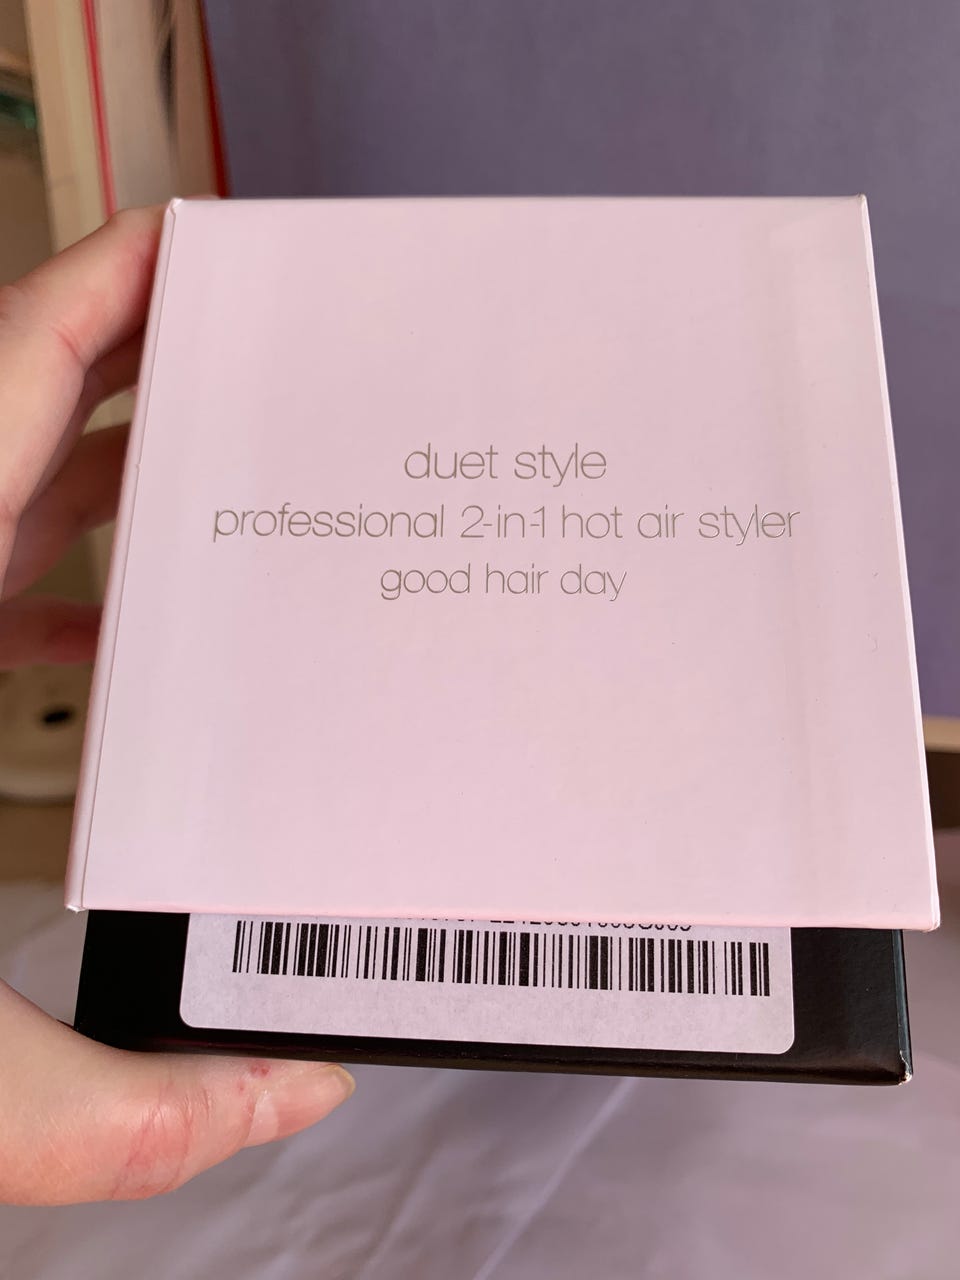 duet style
professional 2-in-1 hot air styler
good hair day